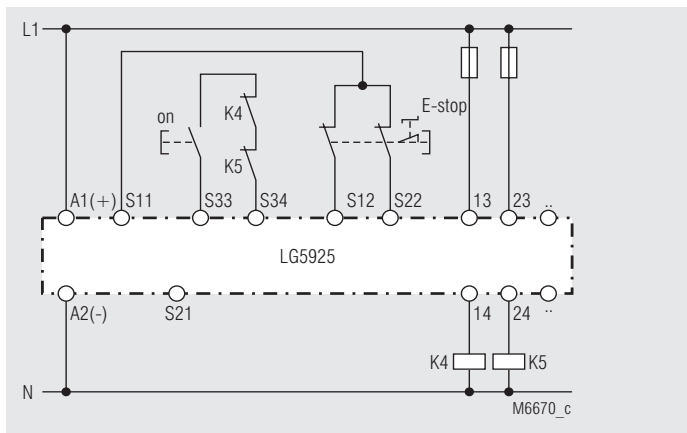 L1
E-stop
on
K4
K5
A1(+) S11 S33 S34 S12 S22 13 23 ..
LG5925
A2(-) S21 14 24 ..
K4 K5
N
M6670_c